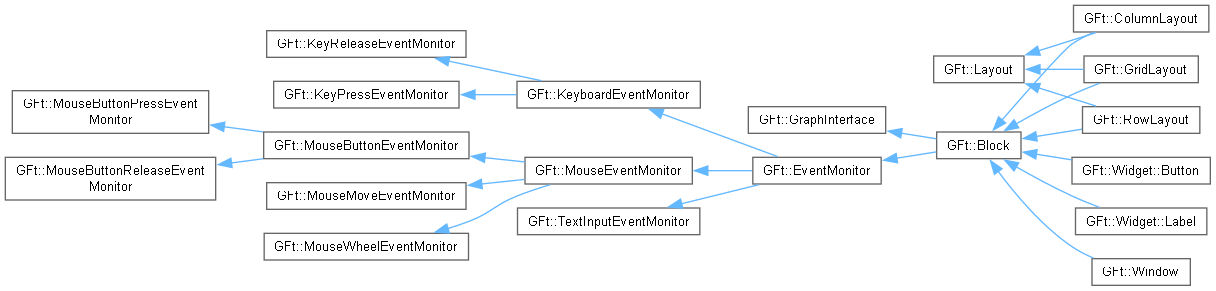 GFt::ColumnLayout
GFt::KeyReleaseEventMonitor
GFt::Layout
GFt::GridLayout
GFt::KeyPressEventMonitor
GFt::KeyboardEventMonitor
GFt::MouseButtonPressEvent
Monitor
GFt::GraphInterface
GFt::RowLayout
GFt::MouseButtonEventMonitor
GFt::Block
GFt::MouseButtonReleaseEvent
Monitor
GFt::MouseEventMonitor
GFt::EventMonitor
GFt::Widget::Button
GFt::MouseMoveEventMonitor
GFt::TextInputEventMonitor
GFt::Widget::Label
GFt::MouseWheelEventMonitor
GFt::Window